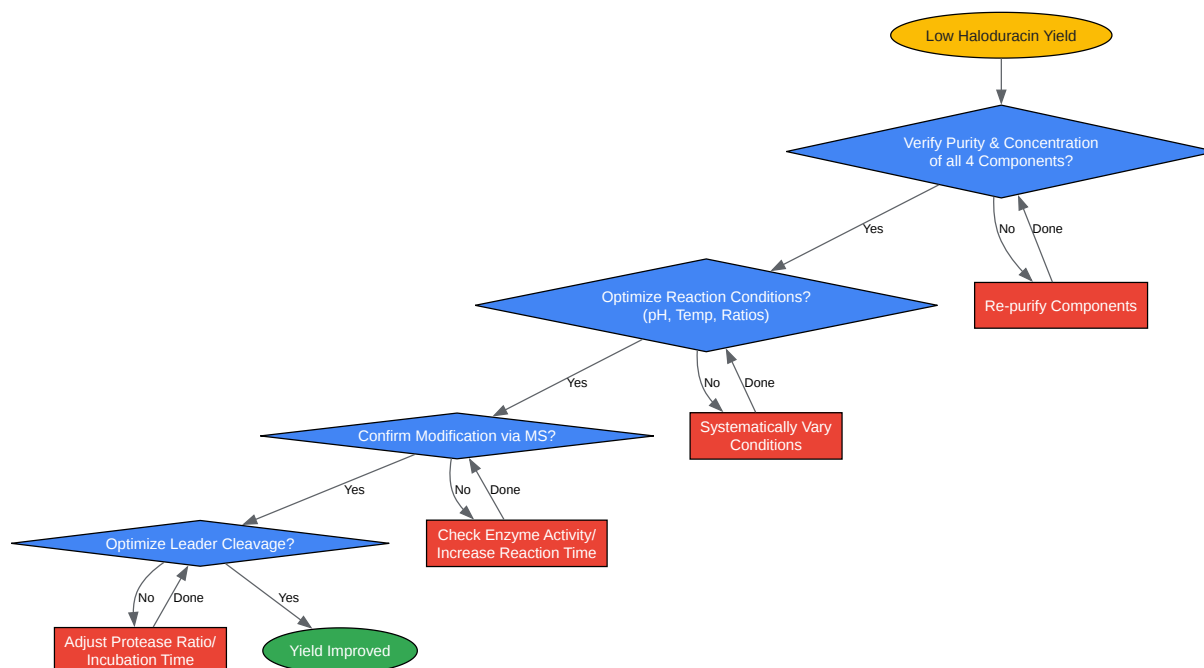 Low Haloduracin Yield
Verify Purity & Concentration
of all 4 Components?
Yes
No
Done
Optimize Reaction Conditions?
(pH, Temp, Ratios)
Re-purify Components
Yes
No
Done
Confirm Modification via MS?
Systematically Vary
Conditions
Yes
No
Done
Optimize Leader Cleavage?
Check Enzyme Activity/
Increase Reaction Time
No
Done
Yes
Adjust Protease Ratio/
Incubation Time
Yield Improved